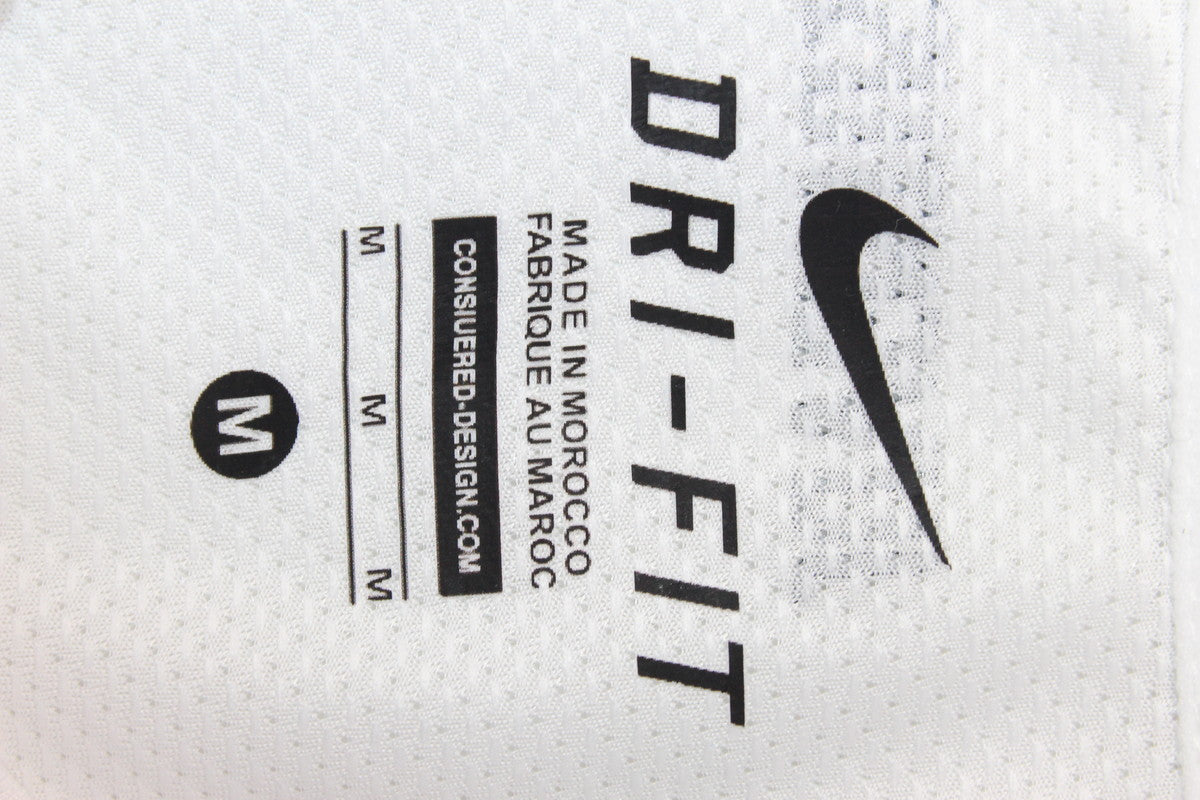 DRI-FIT
MADE IN MOROCCO
FABRIQUE AU MAROC
CONSIUERED-DESIGN.COM
M M M
M